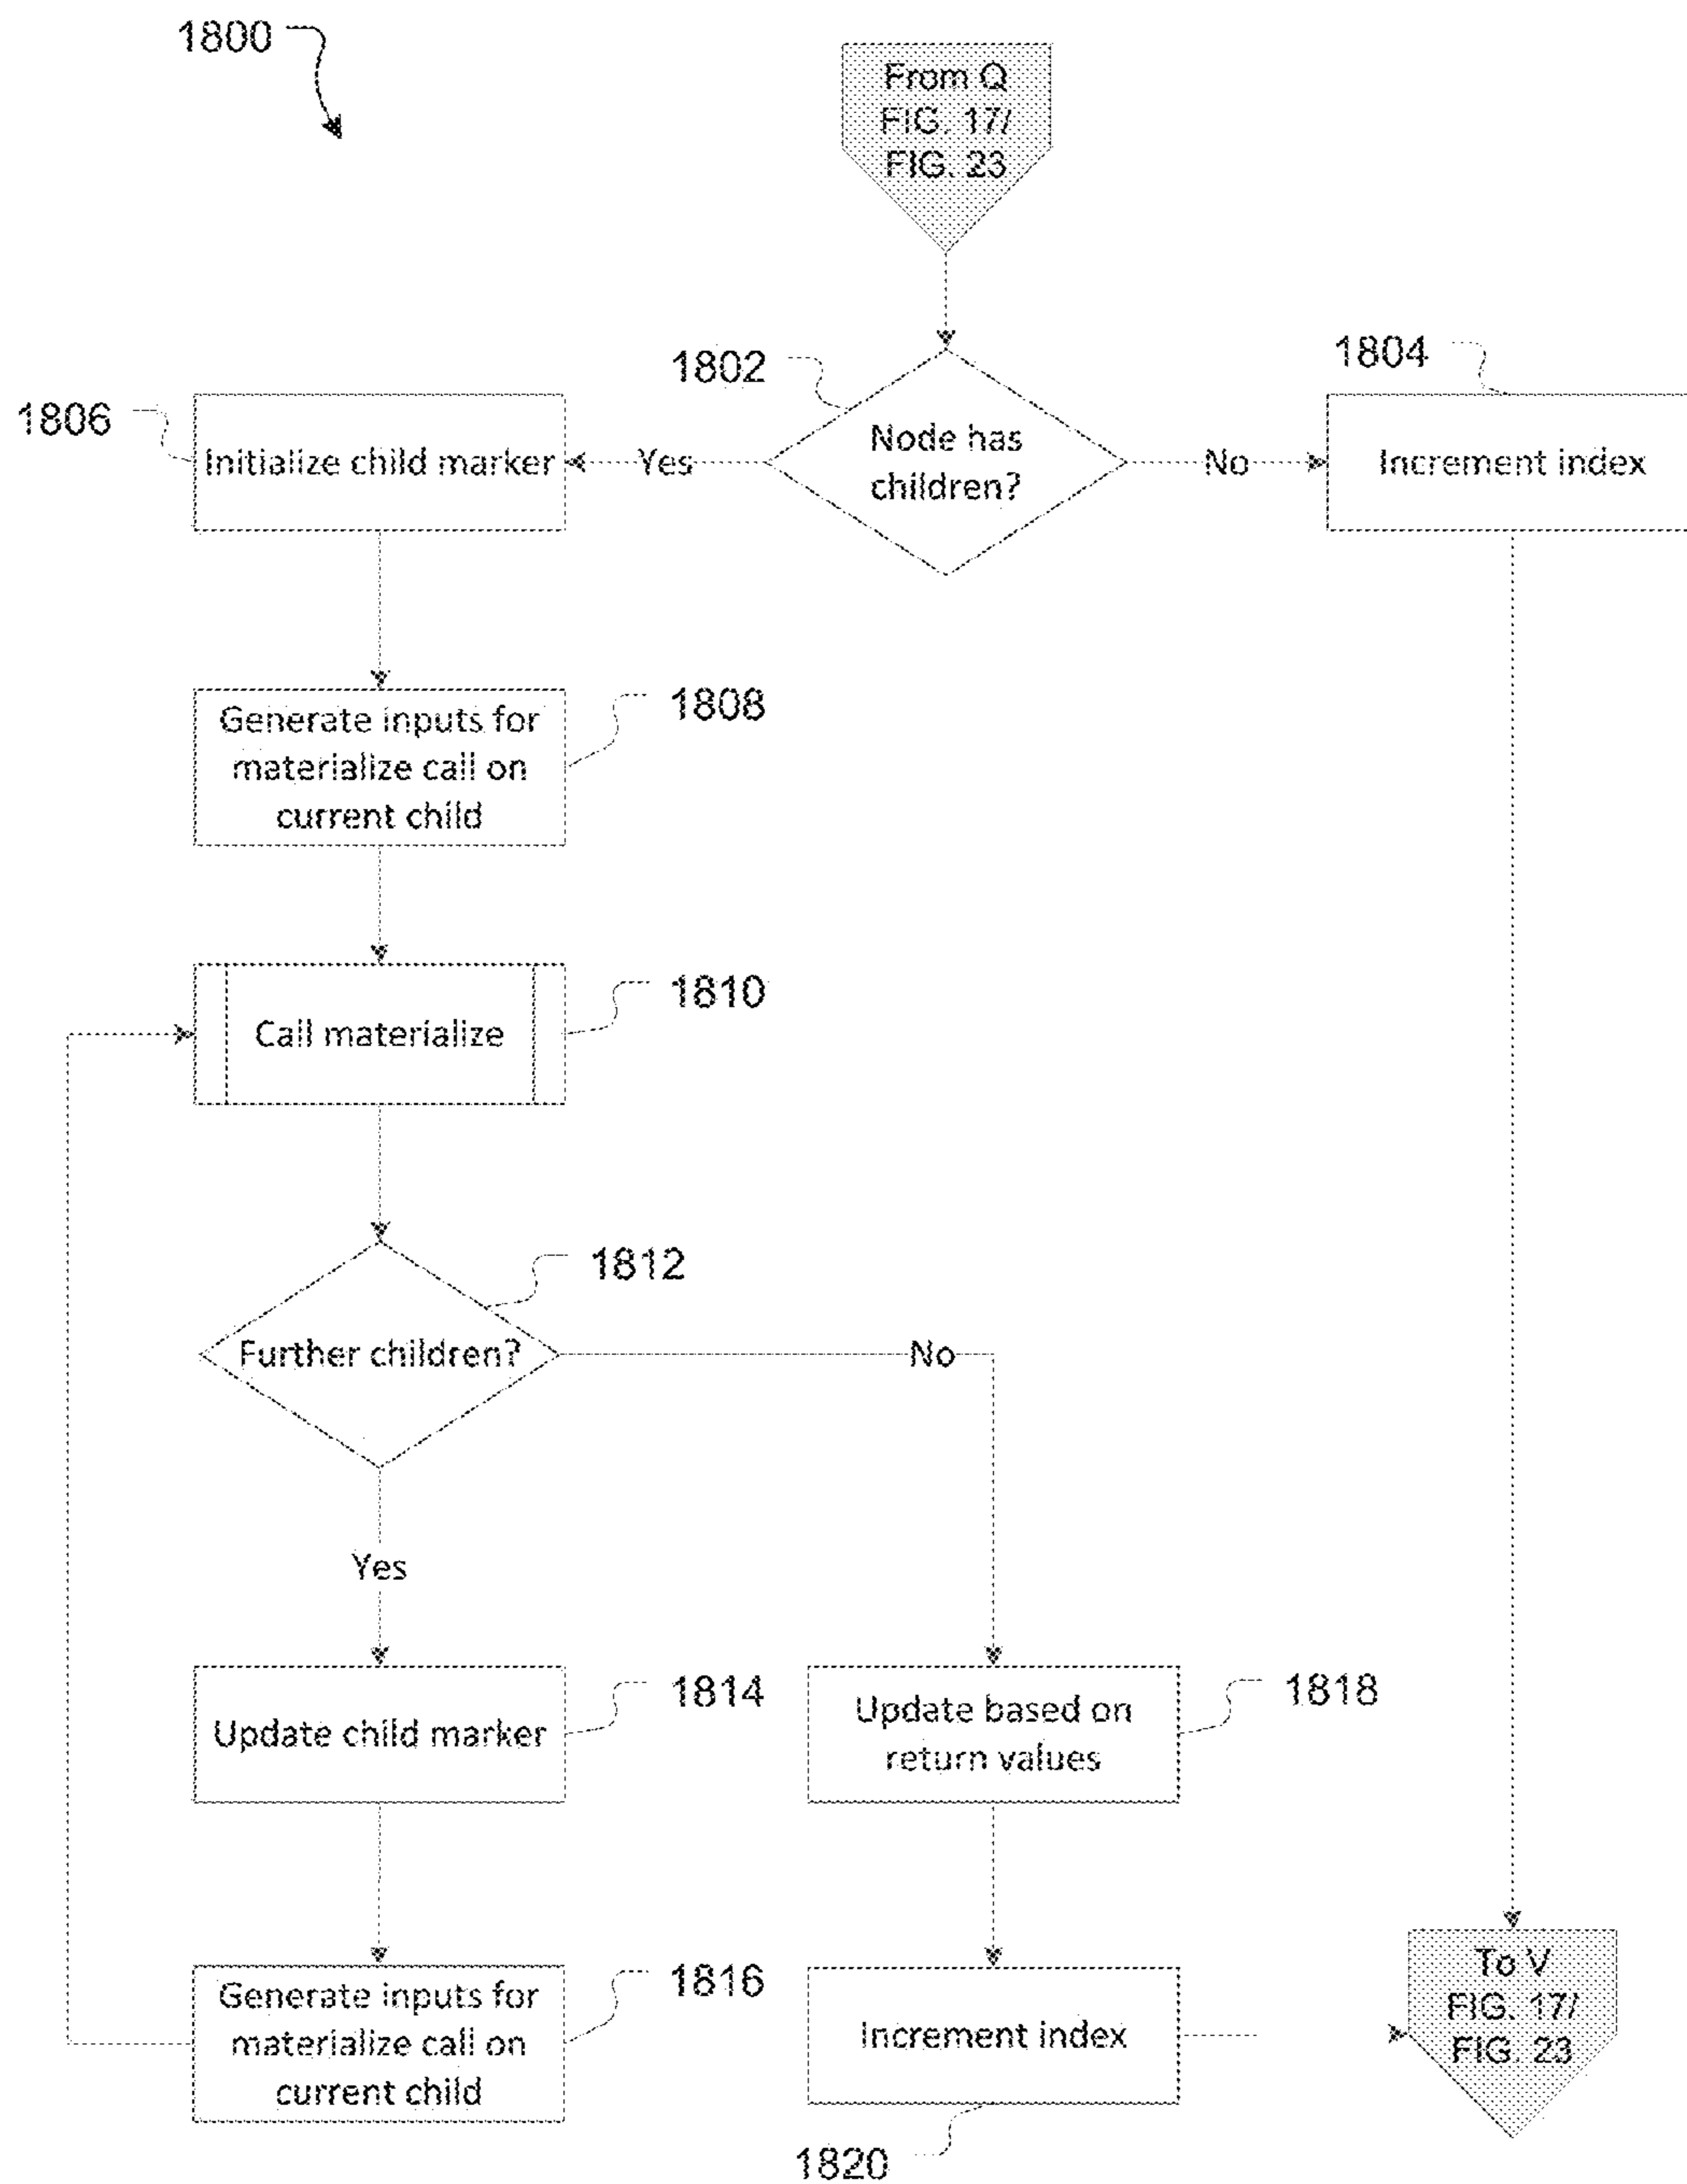 1800
From Q
FIG. 17/
FIG. 23
1802
1804
1806
Initialize child marker
Yes
Node has
children?
No
Increment index
1808
Generate inputs for
materialize call on
current child
1810
Call materialize
1812
Further children?
No
Yes
1814
Update child marker
1818
Update based on
return values
1816
Generate inputs for
materialize call on
current child
Increment index
1820
To V
FIG. 17/
FIG. 23